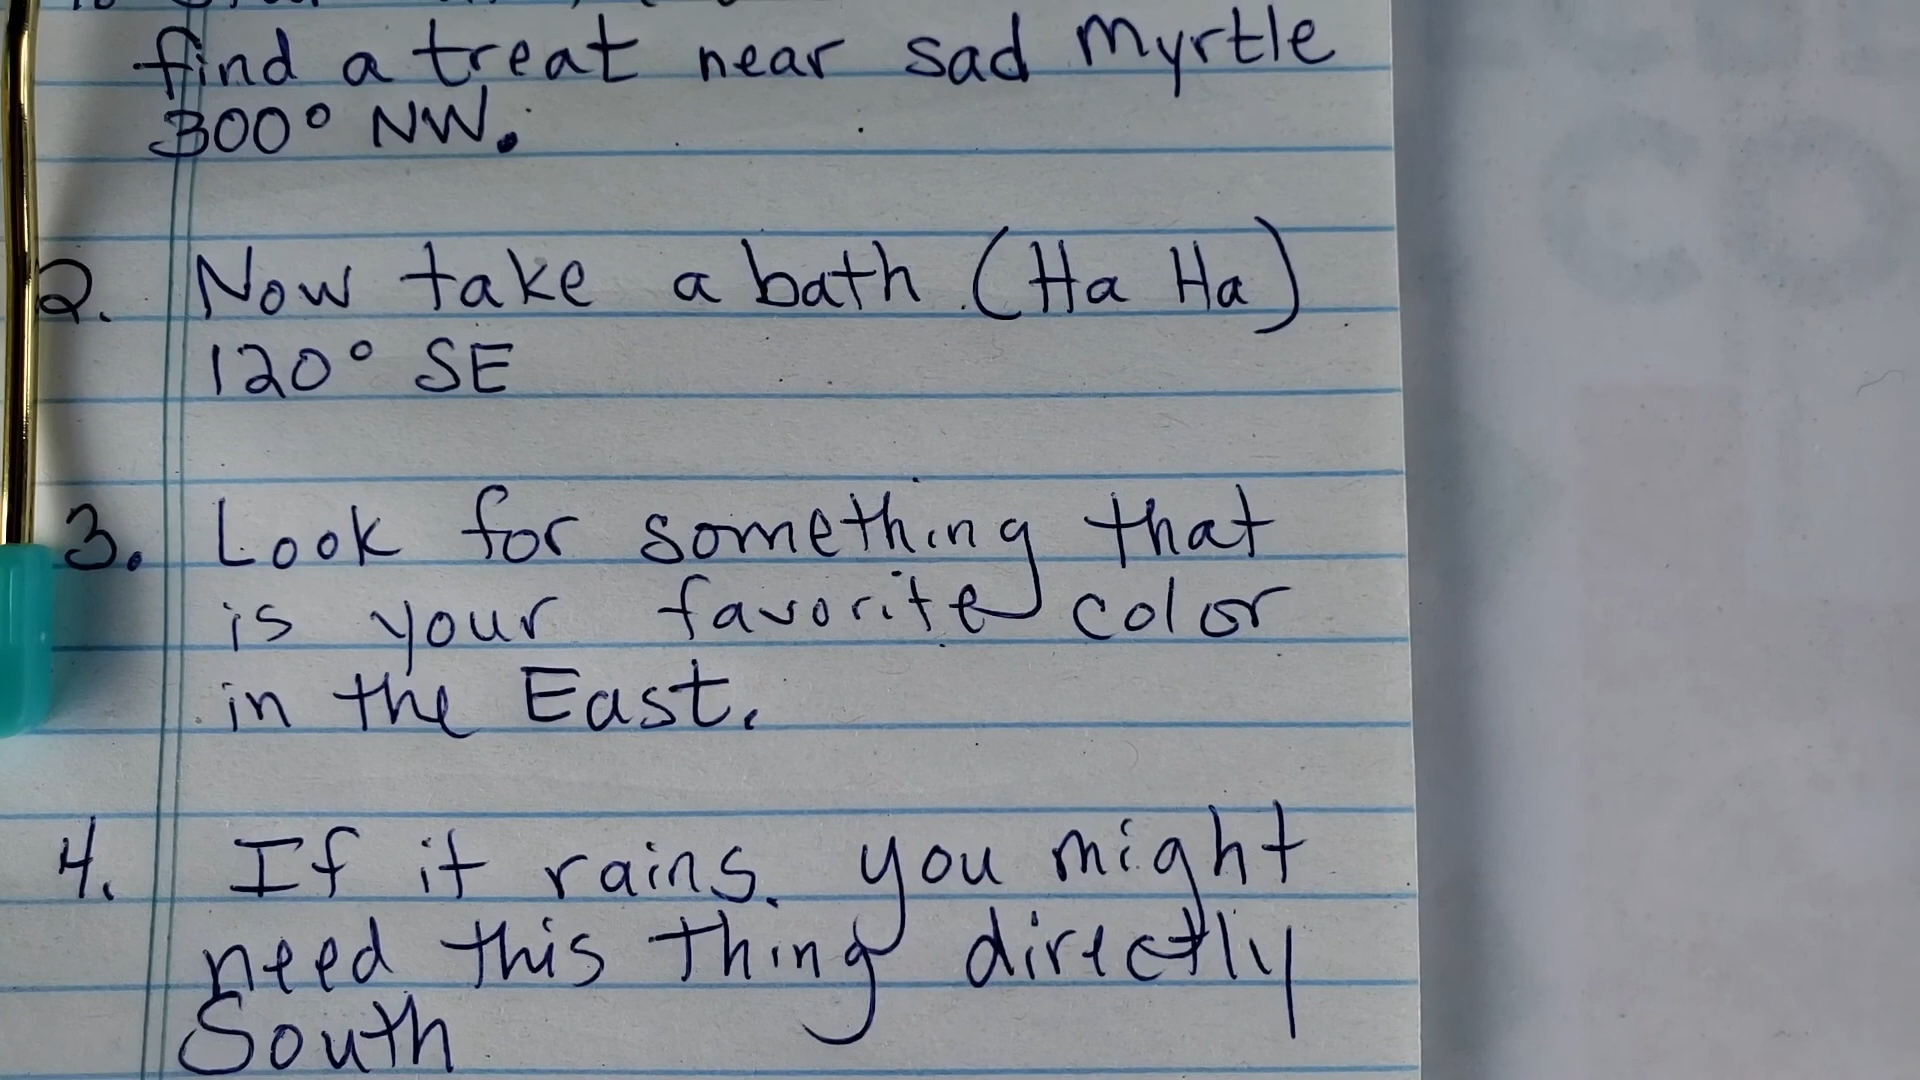 find a treat near sad Myrtle
300° NW.
2. Now take a bath (Ha Ha)
120° SE
3. Look for something that
is your favorite color
in the East.
4. If it rains, you might
need this thing directly
South